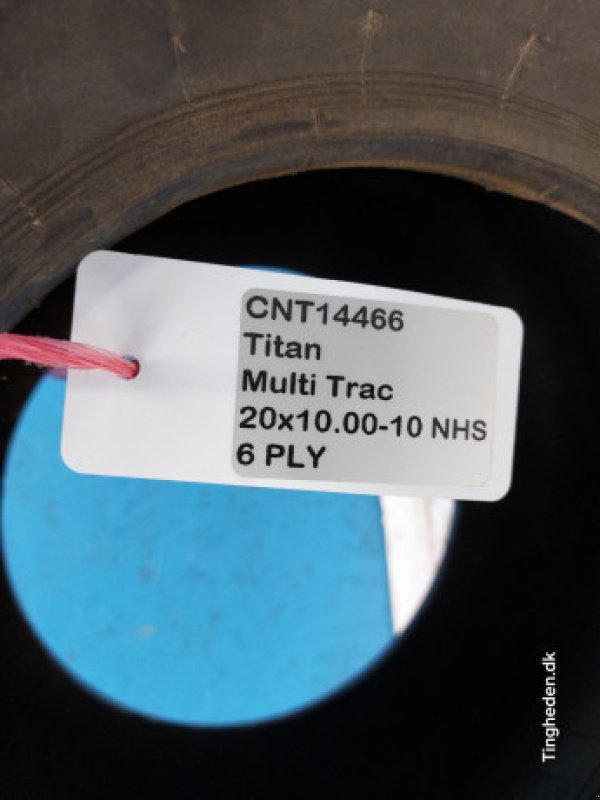 CNT14466
Titan
Multi Trac
20x10.00-10 NHS
6 PLY
Tingheden.dk